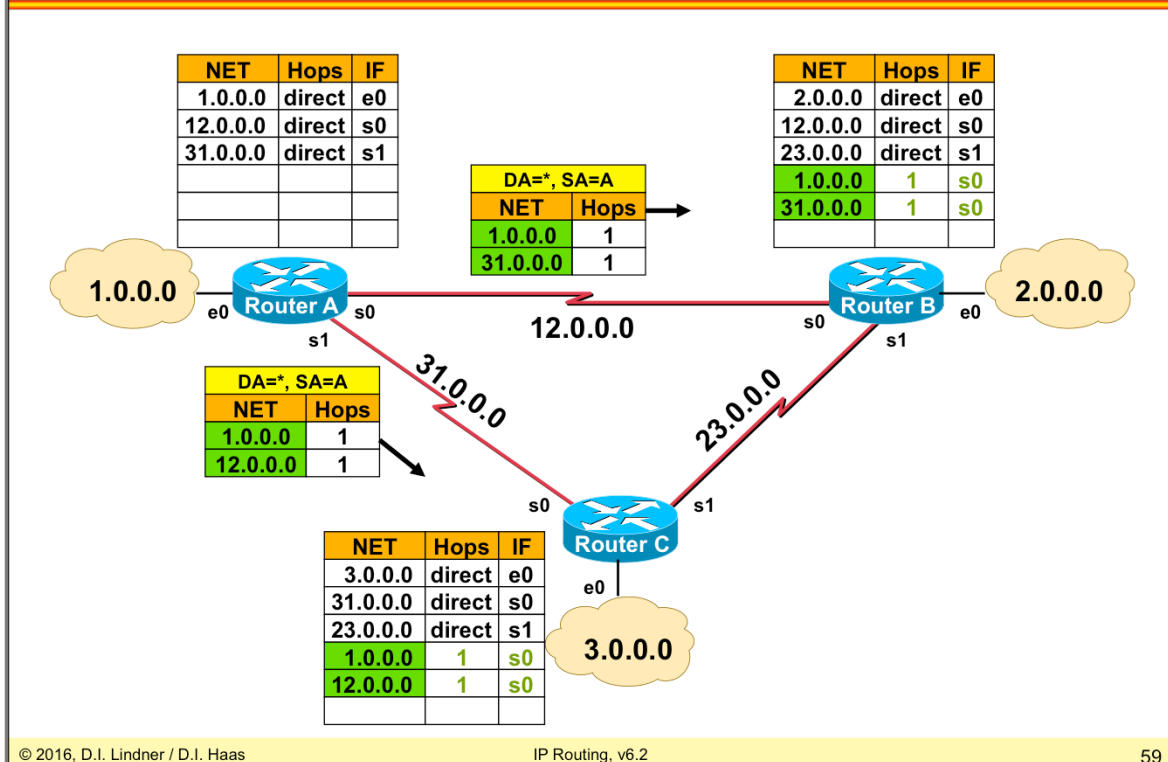 NET Hops IF
1.0.0.0 direct e0
12.0.0.0 direct s0
31.0.0.0 direct s1
NET Hops IF
2.0.0.0 direct e0
12.0.0.0 direct s0
23.0.0.0 direct s1
1.0.0.0 1 s0
31.0.0.0 1 s0
DA=*, SA=A
NET Hops
1.0.0.0 1
31.0.0.0 1
1.0.0.0
e0
Router A
s0
s1
12.0.0.0
s0
Router B
e0
s1
2.0.0.0
DA=*, SA=A
NET Hops
1.0.0.0 1
12.0.0.0 1
31.0.0.0
23.0.0.0
s0
Router C
s1
e0
3.0.0.0
NET Hops IF
3.0.0.0 direct e0
31.0.0.0 direct s0
23.0.0.0 direct s1
1.0.0.0 1 s0
12.0.0.0 1 s0
© 2016, D.I. Lindner / D.I. Haas
IP Routing, v6.2
59